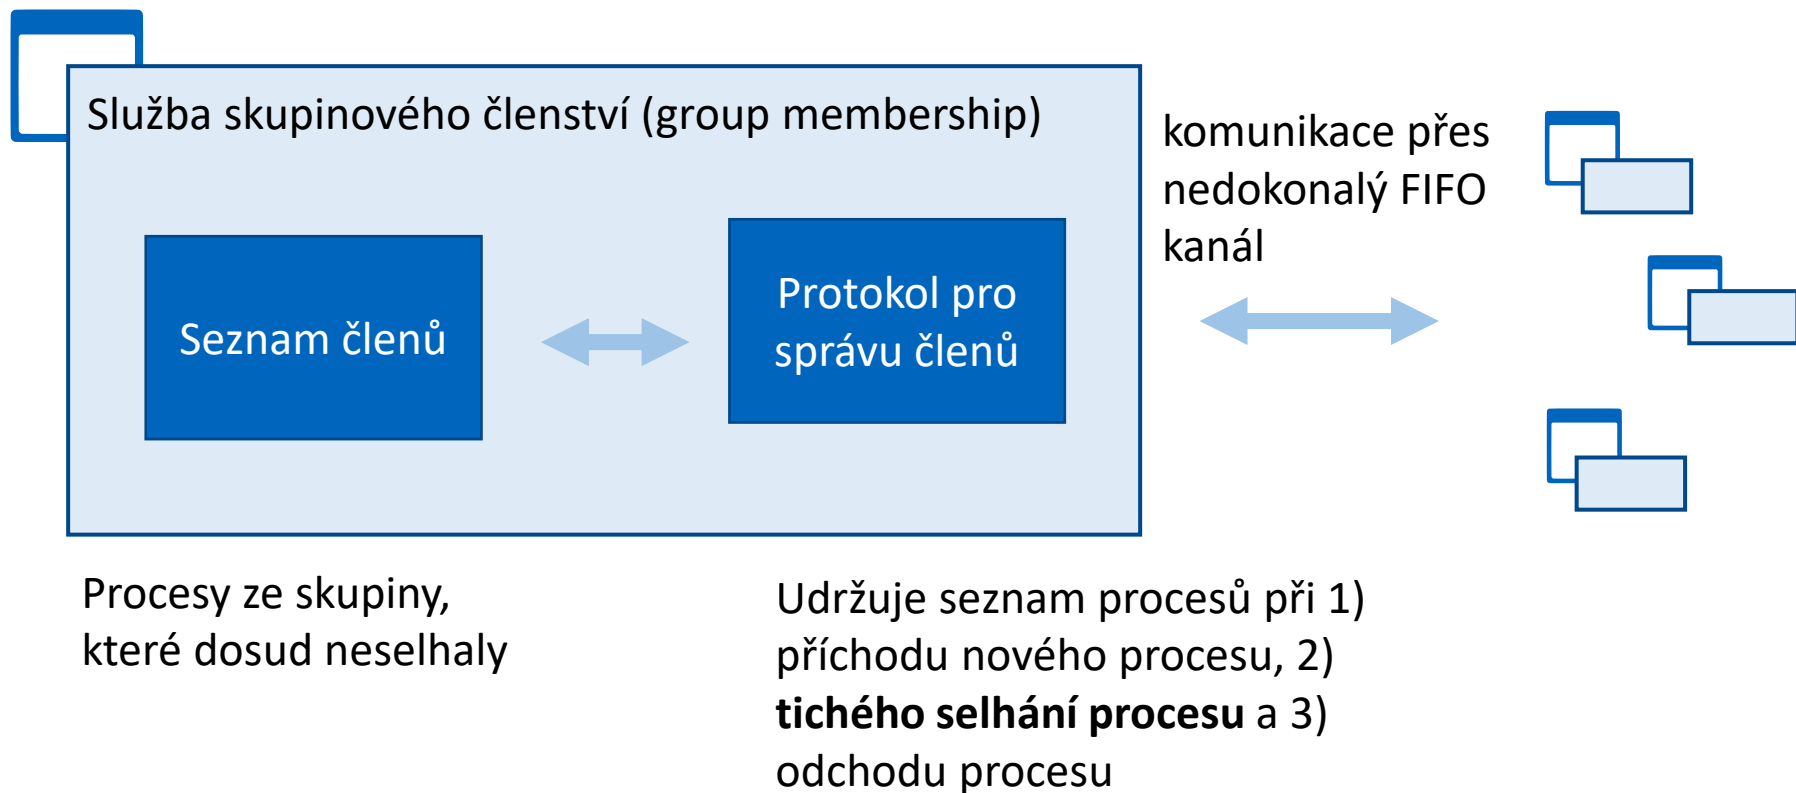 Služba skupinového členství (group membership)
komunikace přes
nedokonalý FIFO
kanál
Seznam členů
Protokol pro
správu členů
Procesy ze skupiny,
které dosud neselhaly
Udržuje seznam procesů při 1)
příchodu nového procesu, 2)
tichého selhání procesu a 3)
odchodu procesu